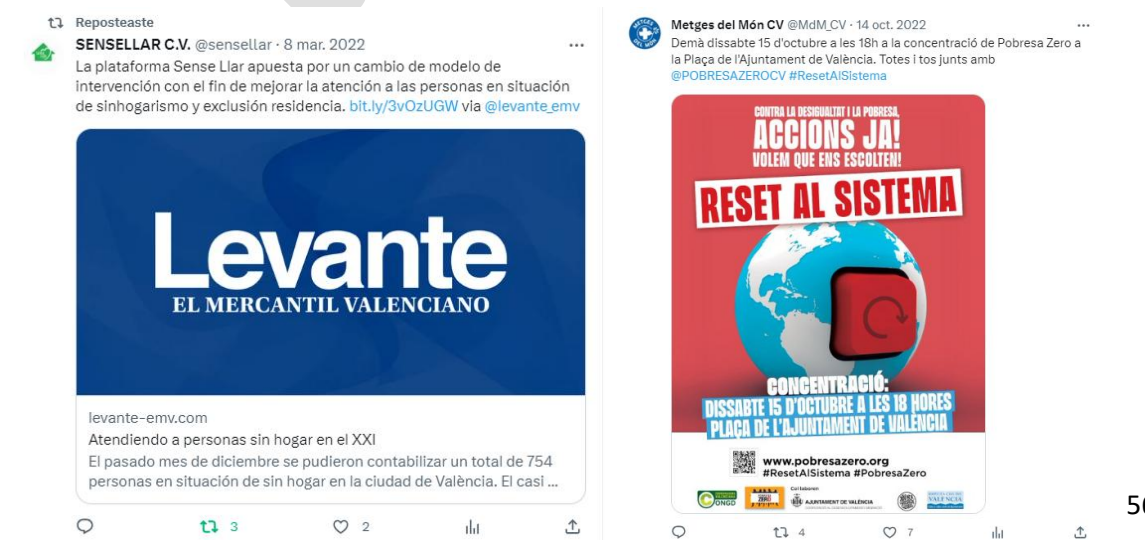 Reposteaste
SENSELLAR C.V. @sensellar · 8 mar. 2022
La plataforma Sense Llar apuesta por un cambio de modelo de
intervención con el fin de mejorar la atención a las personas en situación
de sinhogarismo y exclusión residencia. bit.ly/3vOzUGW via @levante_emv
Levante
EL MERCANTIL VALENCIANO
levante-emv.com
Atendiendo a personas sin hogar en el XXI
El pasado mes de diciembre se pudieron contabilizar un total de 754
personas en situación de sin hogar en la ciudad de València. El casi ...
3 2
Metges del Món CV @MdM_CV · 14 oct. 2022
Demà dissabte 15 d'octubre a les 18h a la concentració de Pobresa Zero a
la Plaça de l'Ajuntament de València. Totes i tos junts amb
@POBRESAZEROCV #ResetAlSistema
CONTRA LA DESIGUALTAT I LA POBRESA,
ACCIONS JA!
VOLEM QUE ENS ESCOLTEN!
RESET AL SISTEMA
CONCENTRACIÓ:
DISSABTE 15 D'OCTUBRE A LES 18 HORES
PLAÇA DE L'AJUNTAMENT DE VALÈNCIA
www.pobresazero.org
#ResetAlSistema #PobresaZero
Col·laboren
AJUNTAMENT DE VALÈNCIA
4 7
56